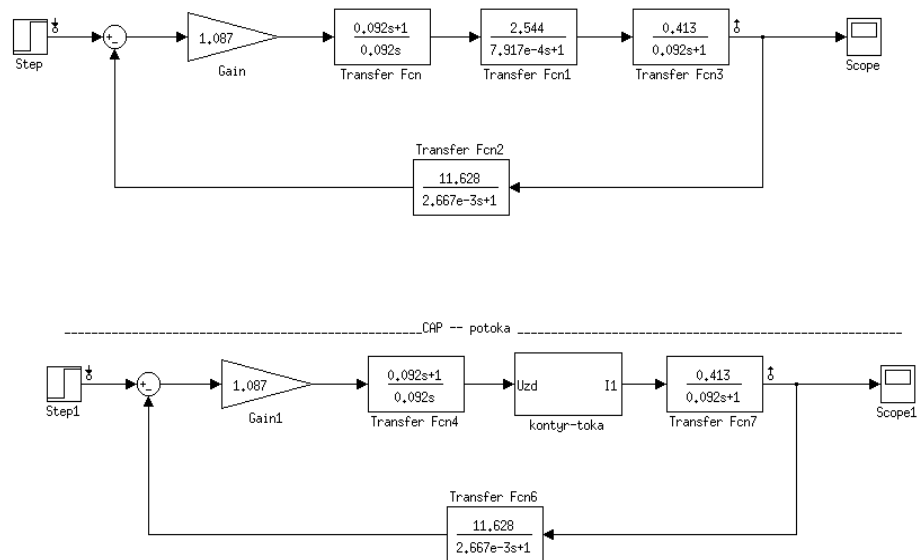 Step
+
-
1.087
Gain
0.092s+1
0.092s
Transfer Fcn
2.544
7.917e-4s+1
Transfer Fcn1
0.413
0.092s+1
Transfer Fcn3
Scope
Transfer Fcn2
11.628
2.667e-3s+1
CAP -- potoka
Step1
+
-
1.087
Gain1
0.092s+1
0.092s
Transfer Fcn4
Uzd
I1
kontyr-toka
0.413
0.092s+1
Transfer Fcn7
Scope1
Transfer Fcn6
11.628
2.667e-3s+1